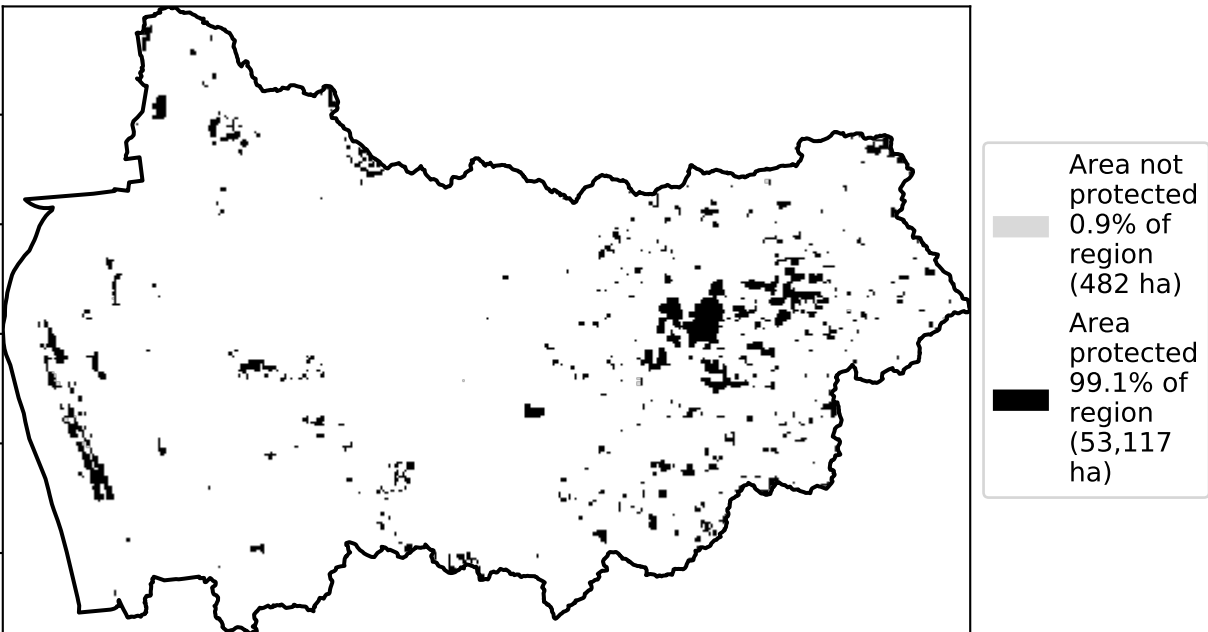 Area not
protected
0.9% of
region
(482 ha)
Area
protected
99.1% of
region
(53,117
ha)